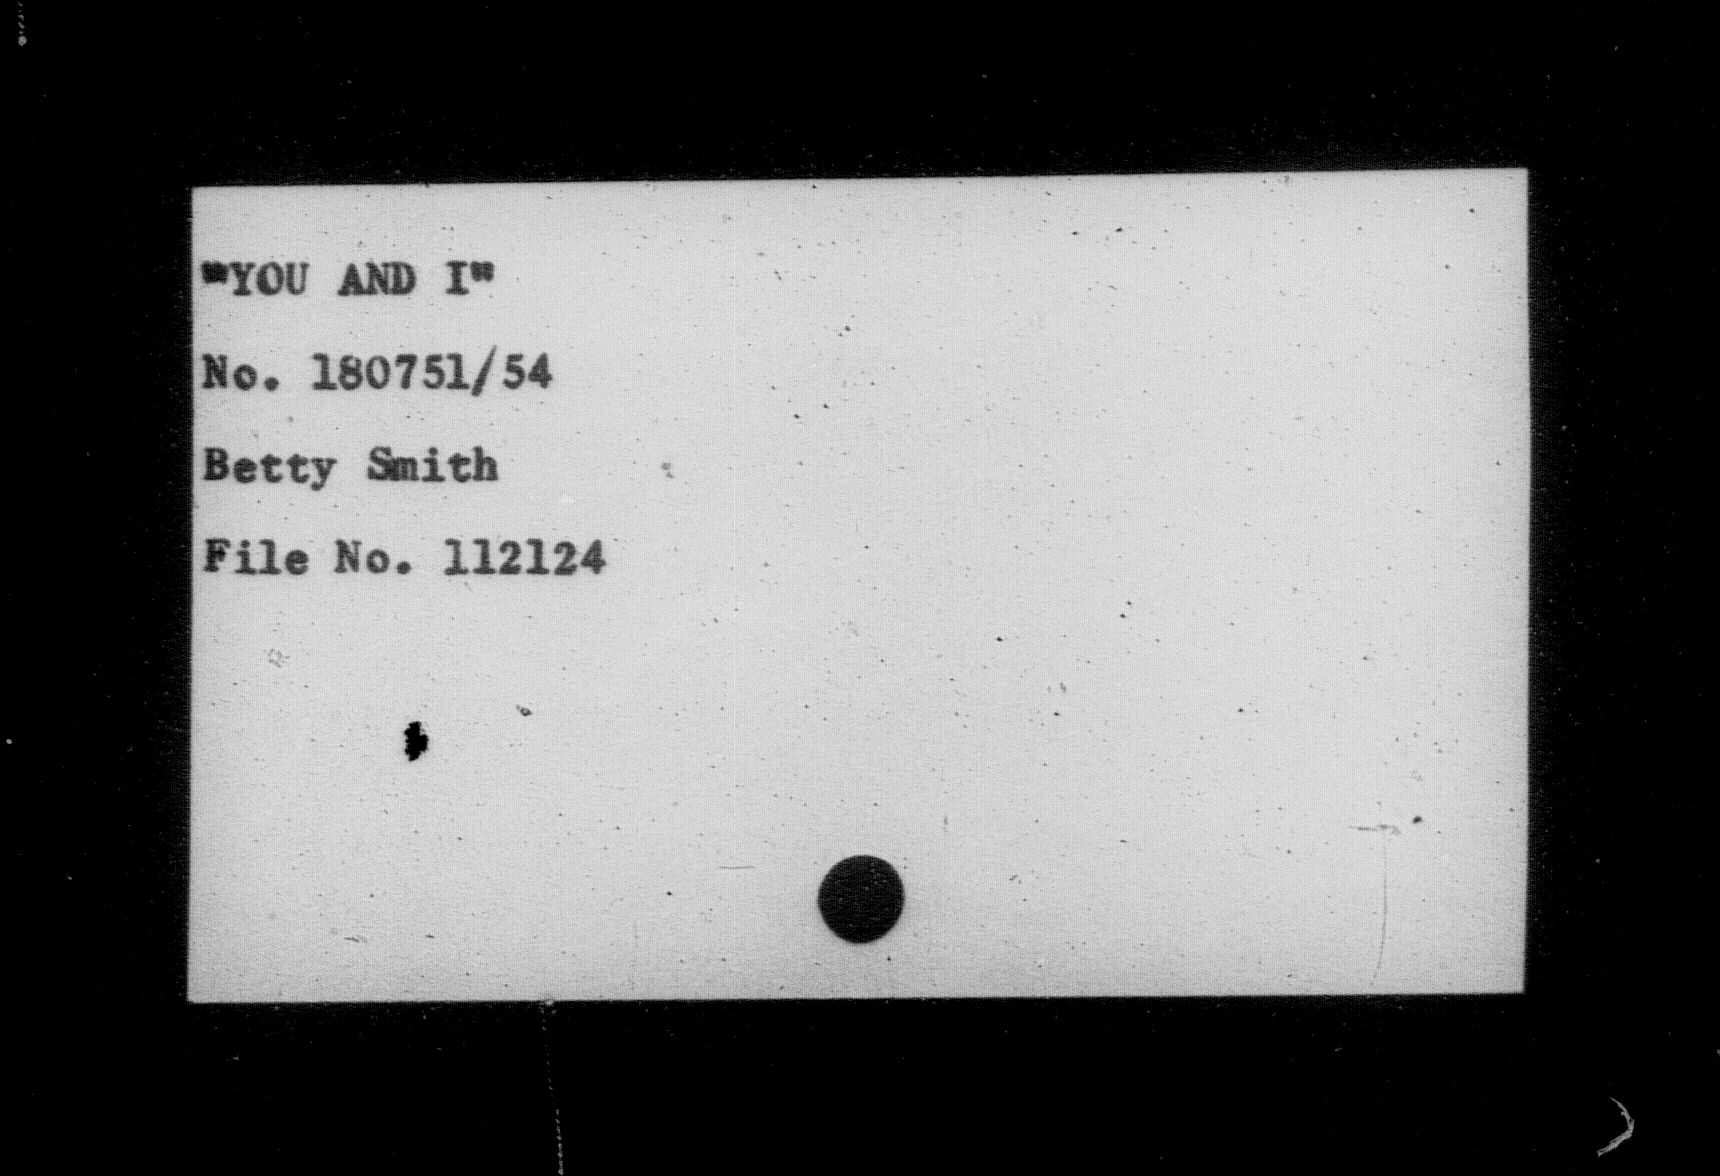 "YOU AND I"
No. 180751/54
Betty Smith
File No. 112124